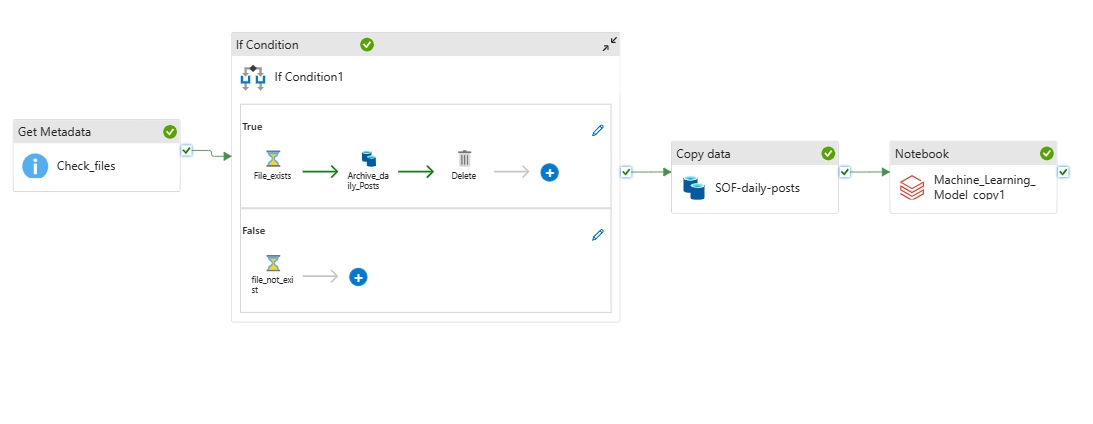 If Condition
If Condition1
Get Metadata
Check_files
True
File_exists
Archive_da
ily_Posts
Delete
False
file_not_exi
st
Copy data
SOF-daily-posts
Notebook
Machine_Learning_
Model_copy1